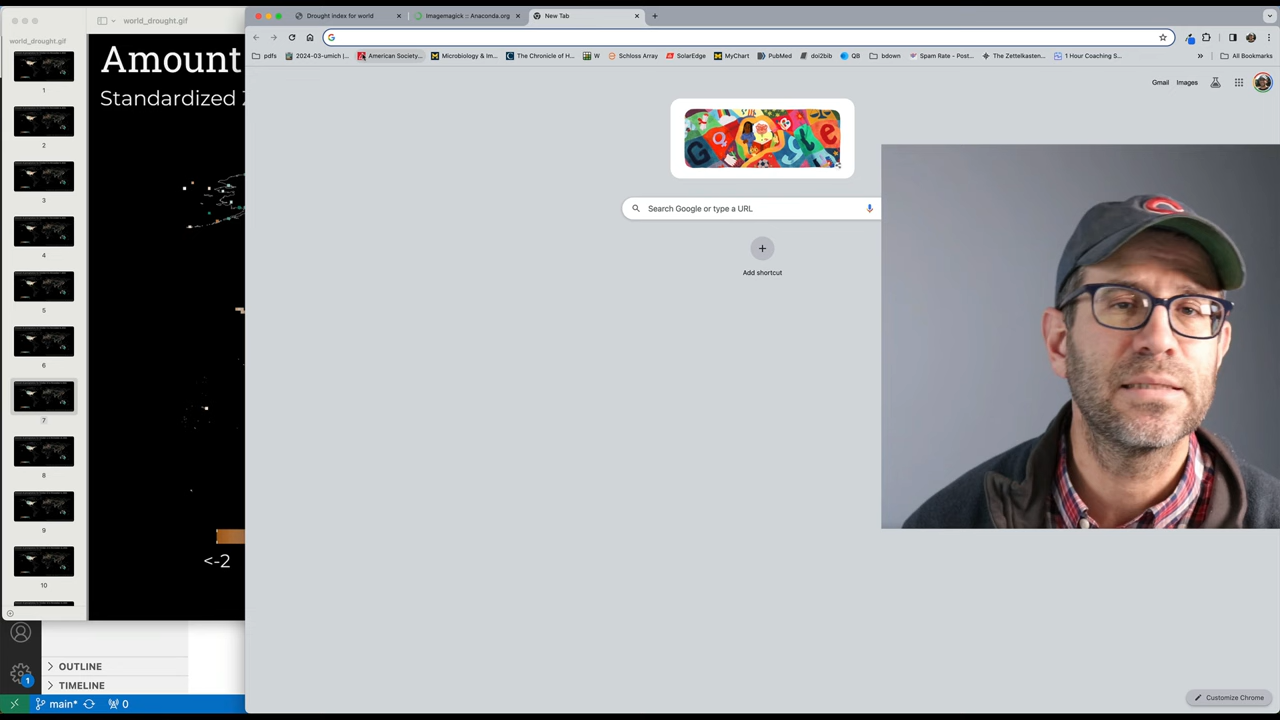 world_drought.gif
world_drought.gif
1
2
3
4
5
6
7
8
9
10
Amount
Standardized
<-2
OUTLINE
TIMELINE
main*
0
1
Drought index for world
Imagemagick :: Anaconda.org
New Tab
pdfs
2024-03-umich |...
American Society...
Microbiology & Im...
The Chronicle of H...
W
Schloss Array
SolarEdge
MyChart
PubMed
doi2bib
QB
bdown
Spam Rate - Post...
The Zettelkasten...
1 Hour Coaching S...
All Bookmarks
Gmail
Images
Search Google or type a URL
Add shortcut
Customize Chrome